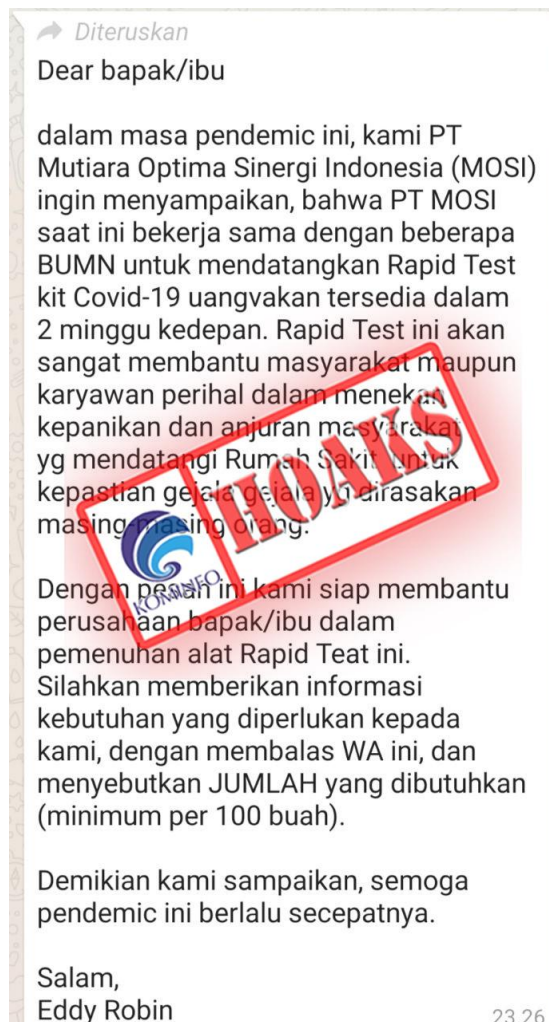 Diteruskan
Dear bapak/ibu
dalam masa pendemic ini, kami PT
Mutiara Optima Sinergi Indonesia (MOSI)
ingin menyampaikan, bahwa PT MOSI
saat ini bekerja sama dengan beberapa
BUMN untuk mendatangkan Rapid Test
kit Covid-19 uangvakan tersedia dalam
2 minggu kedepan. Rapid Test ini akan
sangat membantu masyarakat maupun
karyawan perihal dalam menekan
kepanikan dan anjuran masyarakat
yg mendatangi Rumah Sakit untuk
kepastian gejala gejala yg dirasakan
masing-masing orang.
HOAKS
KOMINFO
Dengan pesan ini kami siap membantu
perusahaan bapak/ibu dalam
pemenuhan alat Rapid Teat ini.
Silahkan memberikan informasi
kebutuhan yang diperlukan kepada
kami, dengan membalas WA ini, dan
menyebutkan JUMLAH yang dibutuhkan
(minimum per 100 buah).
Demikian kami sampaikan, semoga
pendemic ini berlalu secepatnya.
Salam,
Eddy Robin
23.26